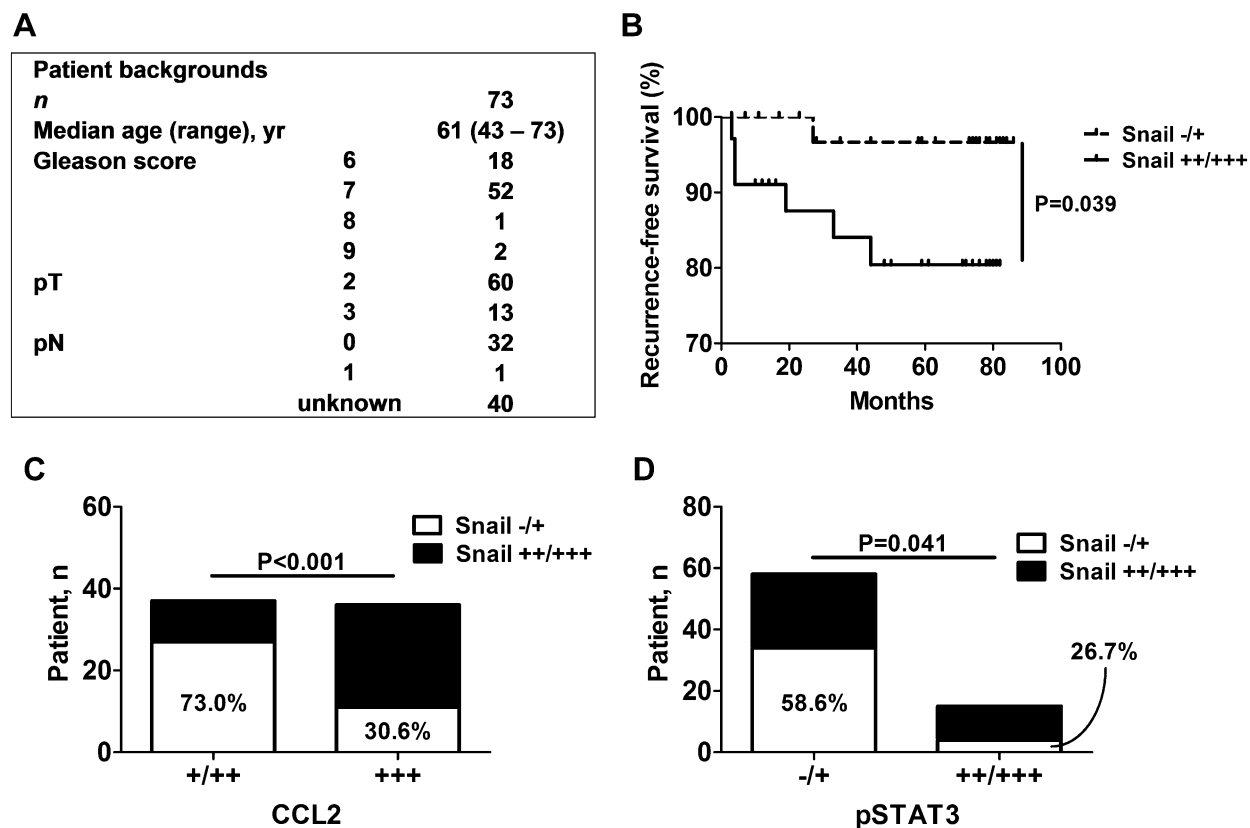 A
Patient backgrounds
n 73
Median age (range), yr 61 (43 – 73)
Gleason score 6 18
7 52
8 1
9 2
pT 2 60
3 13
pN 0 32
1 1
unknown 40
B
Recurrence-free survival (%)
100
90
80
70
0 20 40 60 80 100
Months
Snail -/+
Snail ++/+++
P=0.039
C
Patient, n
60
40
20
0
Snail -/+
Snail ++/+++
P<0.001
73.0%
30.6%
+/++ +++
CCL2
D
Patient, n
80
60
40
20
0
Snail -/+
Snail ++/+++
P=0.041
58.6%
26.7%
-/+ ++/+++
pSTAT3